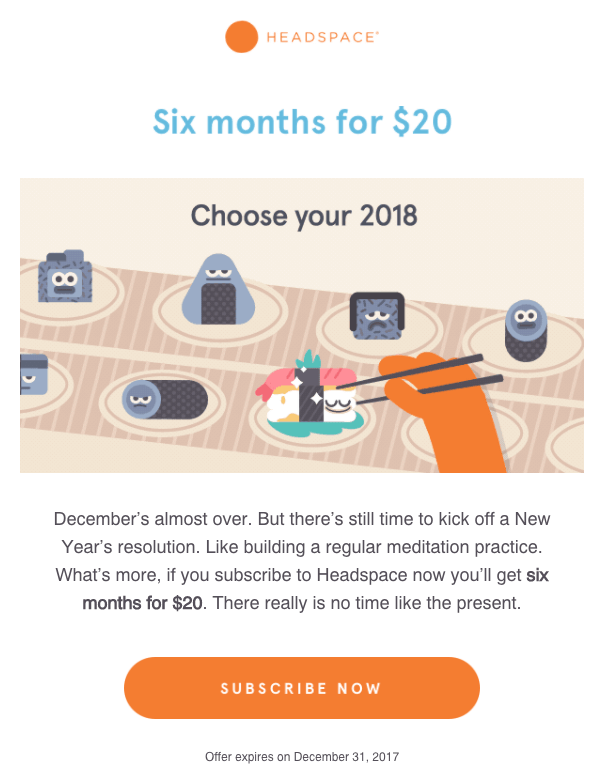 HEADSPACE®
Six months for $20
Choose your 2018
December’s almost over. But there’s still time to kick off a New
Year’s resolution. Like building a regular meditation practice.
What’s more, if you subscribe to Headspace now you’ll get six
months for $20. There really is no time like the present.
SUBSCRIBE NOW
Offer expires on December 31, 2017